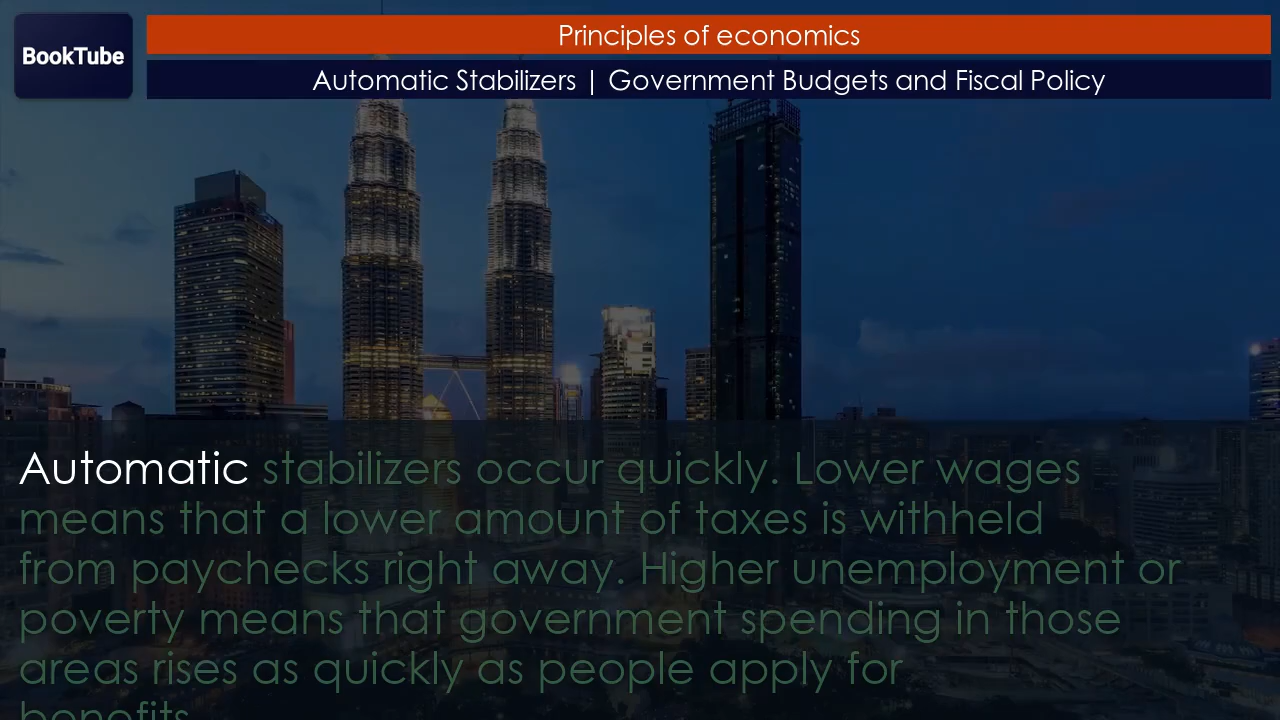 BookTube
Principles of economics
Automatic Stabilizers | Government Budgets and Fiscal Policy
Automatic stabilizers occur quickly. Lower wages
means that a lower amount of taxes is withheld
from paychecks right away. Higher unemployment or
poverty means that government spending in those
areas rises as quickly as people apply for
benefits.